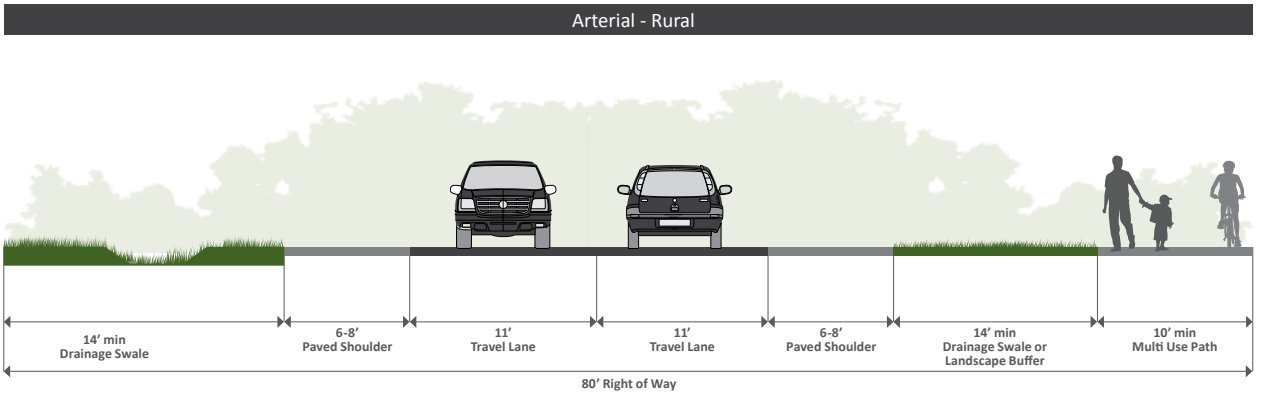 Arterial - Rural
14’ min
Drainage Swale
6-8’
Paved Shoulder
11’
Travel Lane
11’
Travel Lane
6-8’
Paved Shoulder
14’ min
Drainage Swale or
Landscape Buffer
10’ min
Multi Use Path
80’ Right of Way